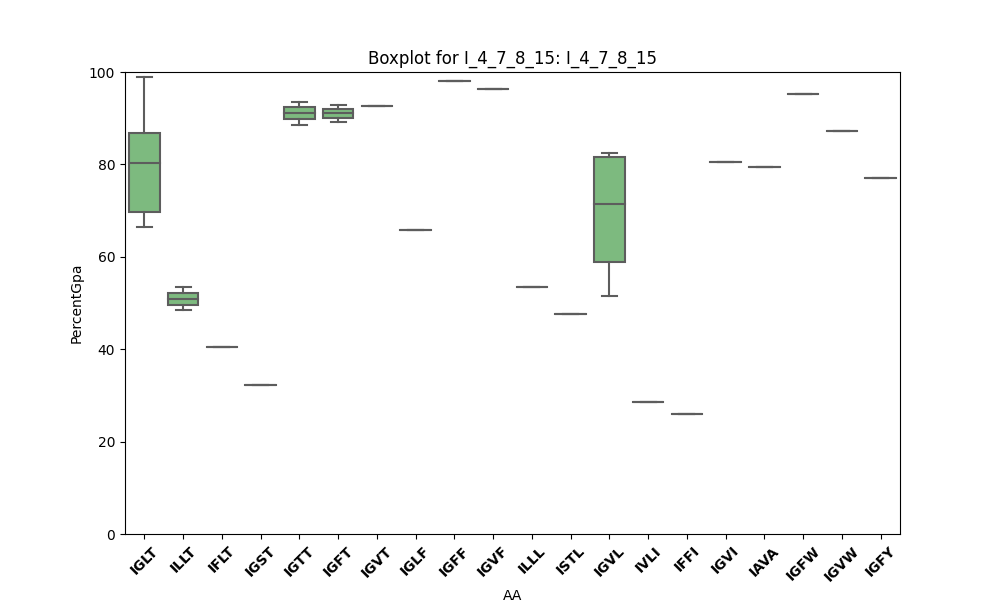 Boxplot for I_4_7_8_15: I_4_7_8_15
100
80
60
40
20
0
PercentGpa
IGLT ILLT IFLT IGST IGTT IGFT IGVT IGLF IGFF IGVF ILLL ISTL IGVL IVLI IFFI IGVI IAVA IGFW IGVW IGFY
AA